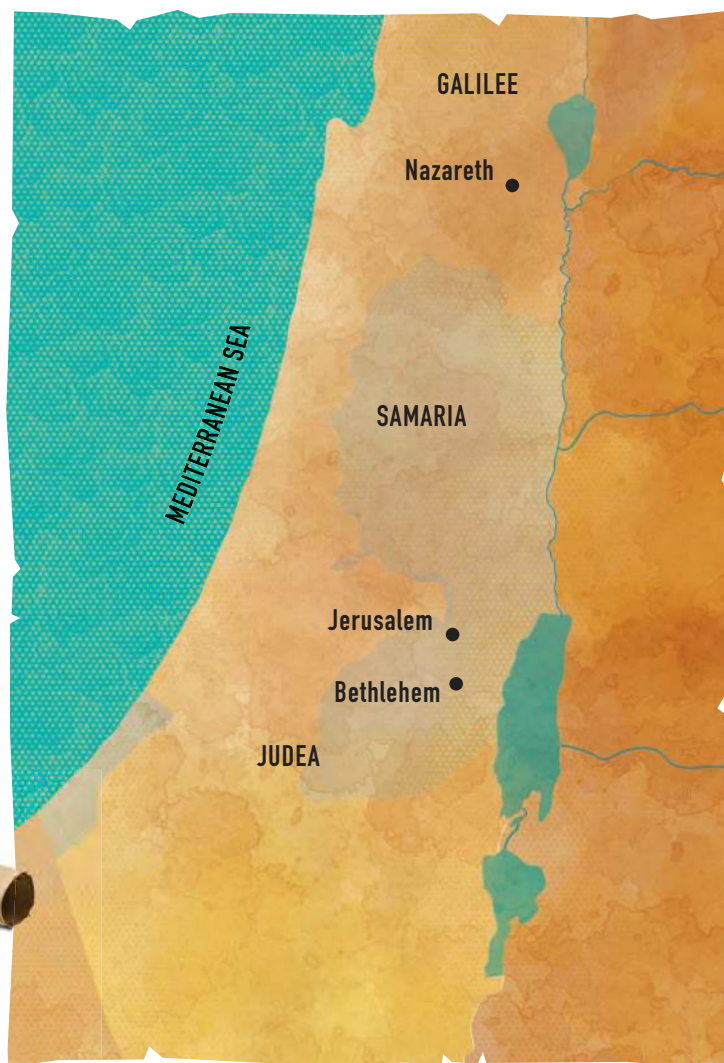 GALILEE
Nazareth
MEDITERRANEAN SEA
SAMARIA
Jerusalem
Bethlehem
JUDEA